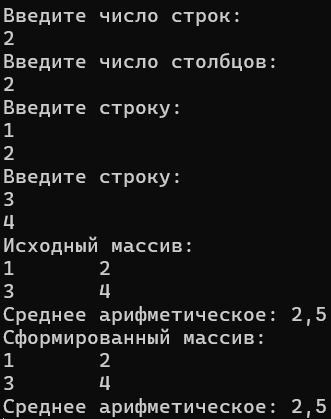 Введите число строк:
2
Введите число столбцов:
2
Введите строку:
1
2
Введите строку:
3
4
Исходный массив:
1	2
3	4
Среднее арифметическое: 2,5
Сформированный массив:
1	2
3	4
Среднее арифметическое: 2,5